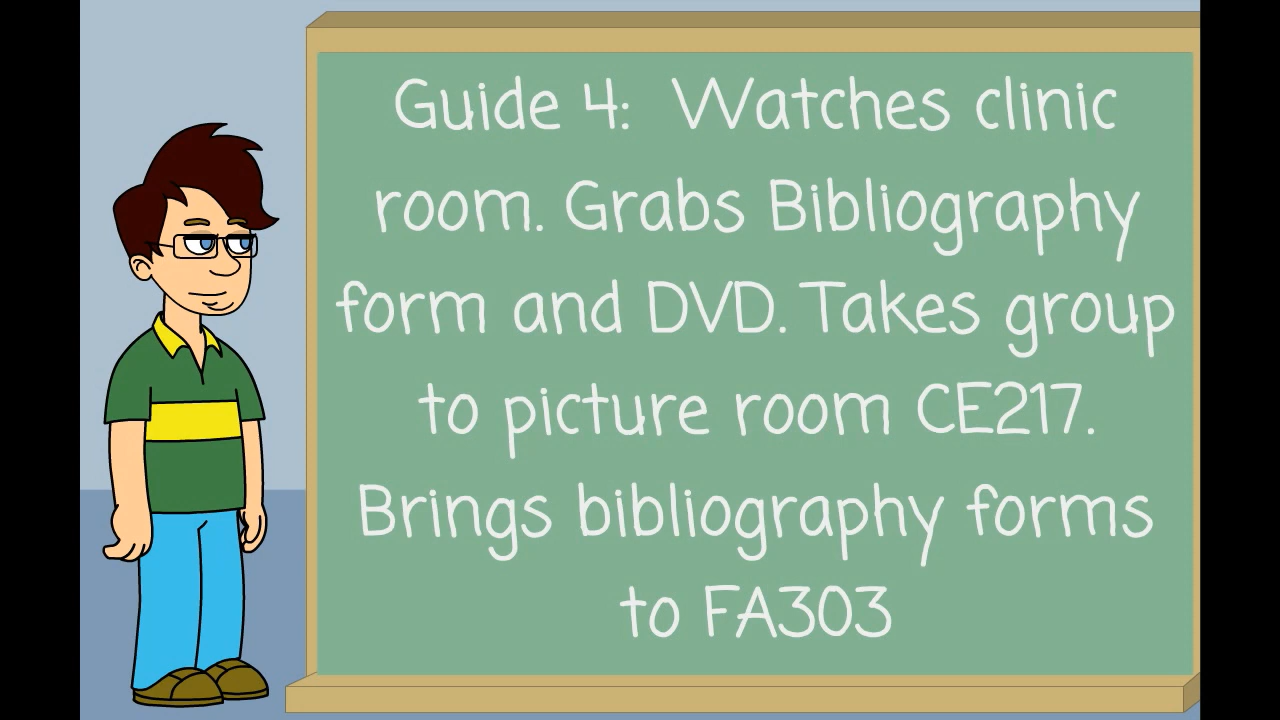 Guide 4:  Watches clinic
room. Grabs Bibliography
form and DVD. Takes group
to picture room CE217.
Brings bibliography forms
to FA303